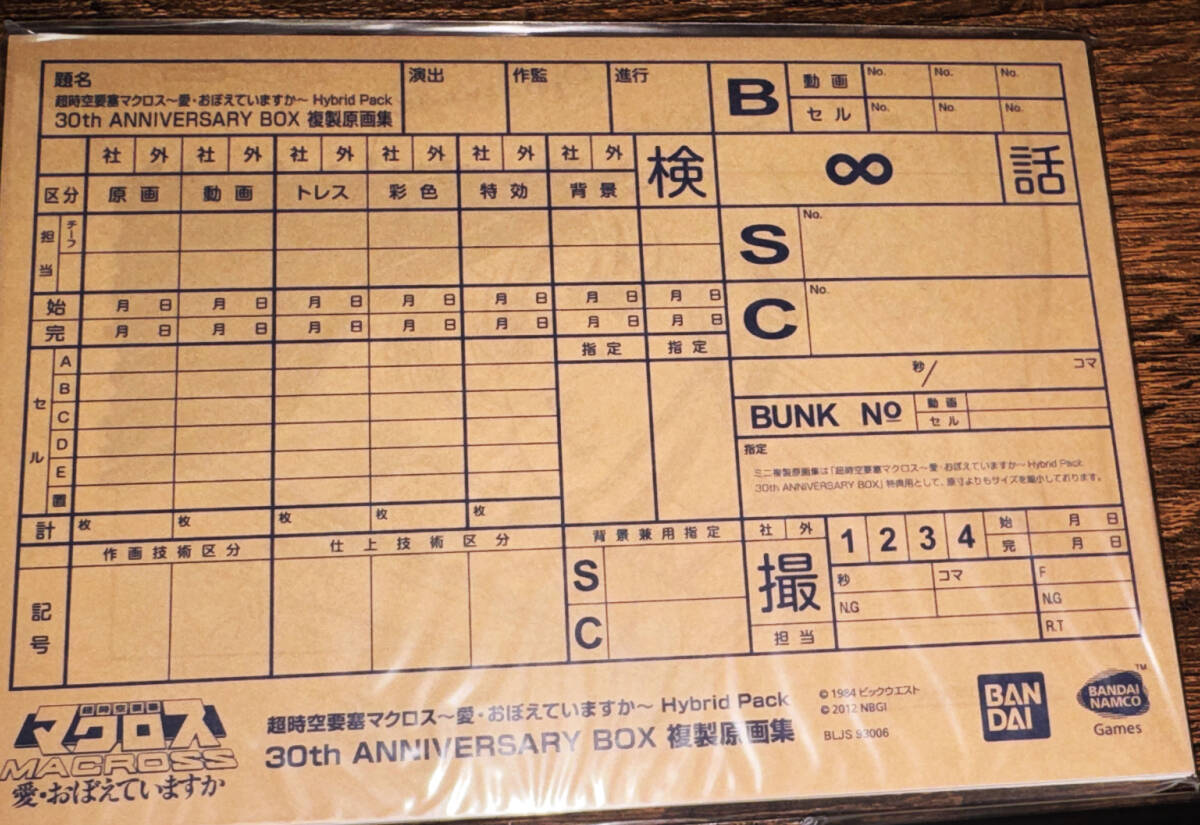 題名
超時空要塞マクロス～愛・おぼえていますか～ Hybrid Pack
30th ANNIVERSARY BOX 複製原画集
演出 作監 進行
B 動画 No. No. No.
セル No. No. No.
社 外 社 外 社 外 社 外 社 外 社 外 検 ∞ 話
区分 原画 動画 トレス 彩色 特効 背景
担当 チーフ
S No.
始 月 日 月 日 月 日 月 日 月 日 月 日 月 日
完 月 日 月 日 月 日 月 日 月 日 月 日 月 日
C No.
指定 指定
セル A
B
C
D
E
置
秒/ コマ
BUNK No 動画
セル
指定
ミニ複製原画集は「超時空要塞マクロス～愛・おぼえていますか～ Hybrid Pack
30th ANNIVERSARY BOX」特典用として、原寸よりもサイズを縮小しております。
計 枚 枚 枚 枚 枚
作画技術区分 仕上技術区分 背景兼用指定
記号
S
C
社 外 1 2 3 4 始 月 日
完 月 日
撮 秒 コマ F
N.G N.G
担当 R.T
超時空要塞
マクロス
MACROSS
愛・おぼえていますか
超時空要塞マクロス～愛・おぼえていますか～ Hybrid Pack
30th ANNIVERSARY BOX 複製原画集
© 1984 ビックウエスト
© 2012 NBGI
BLJS 93006
BAN
DAI
BANDAI
NAMCO
TM
Games